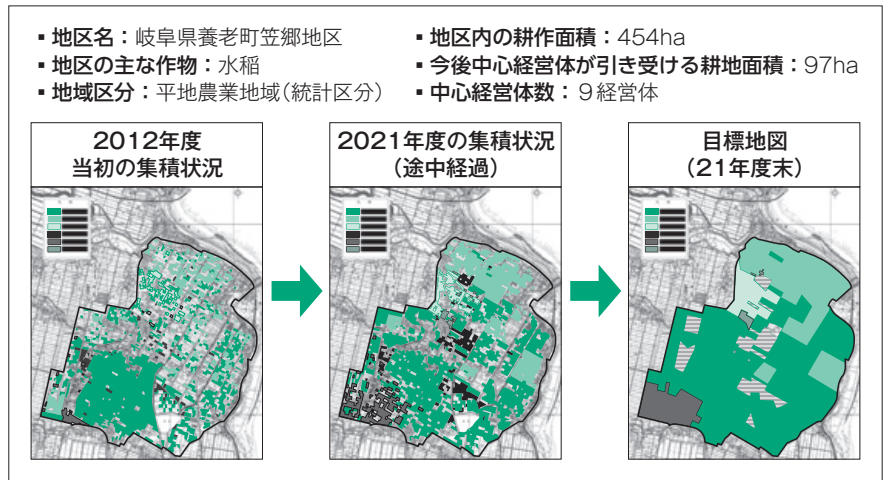 ▪地区名：岐阜県養老町笠郷地区
▪地区の主な作物：水稲
▪地域区分：平地農業地域(統計区分)
▪地区内の耕作面積：454ha
▪今後中心経営体が引き受ける耕地面積：97ha
▪中心経営体数：9経営体
2012年度
当初の集積状況
2021年度の集積状況
(途中経過)
目標地図
(21年度末)